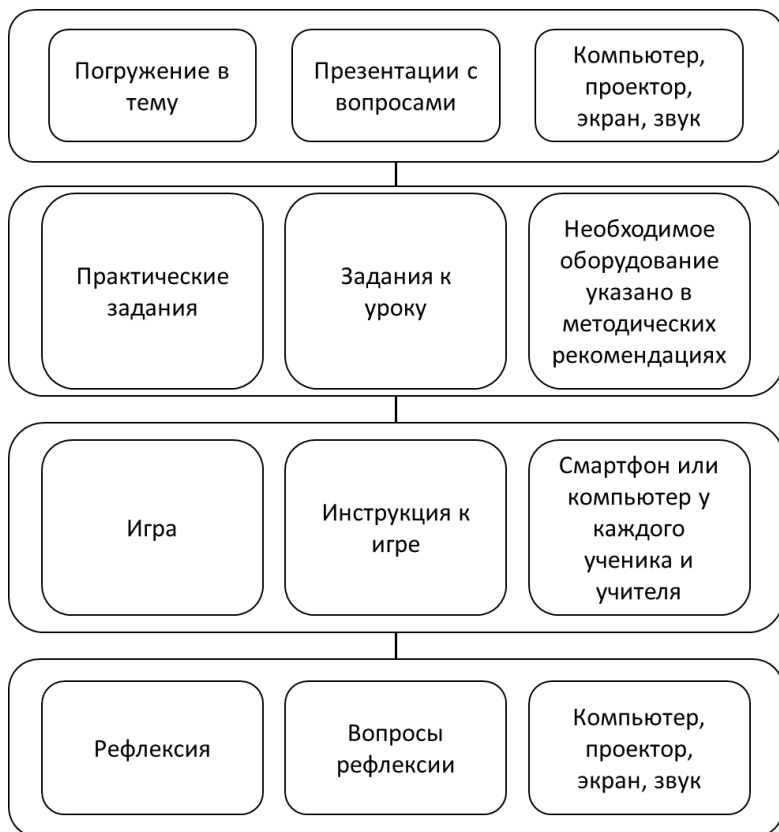 Погружение в
тему
Презентации с
вопросами
Компьютер,
проектор,
экран, звук
Практические
задания
Задания к
уроку
Необходимое
оборудование
указано в
методических
рекомендациях
Игра
Инструкция к
игре
Смартфон или
компьютер у
каждого
ученика и
учителя
Рефлексия
Вопросы
рефлексии
Компьютер,
проектор,
экран, звук